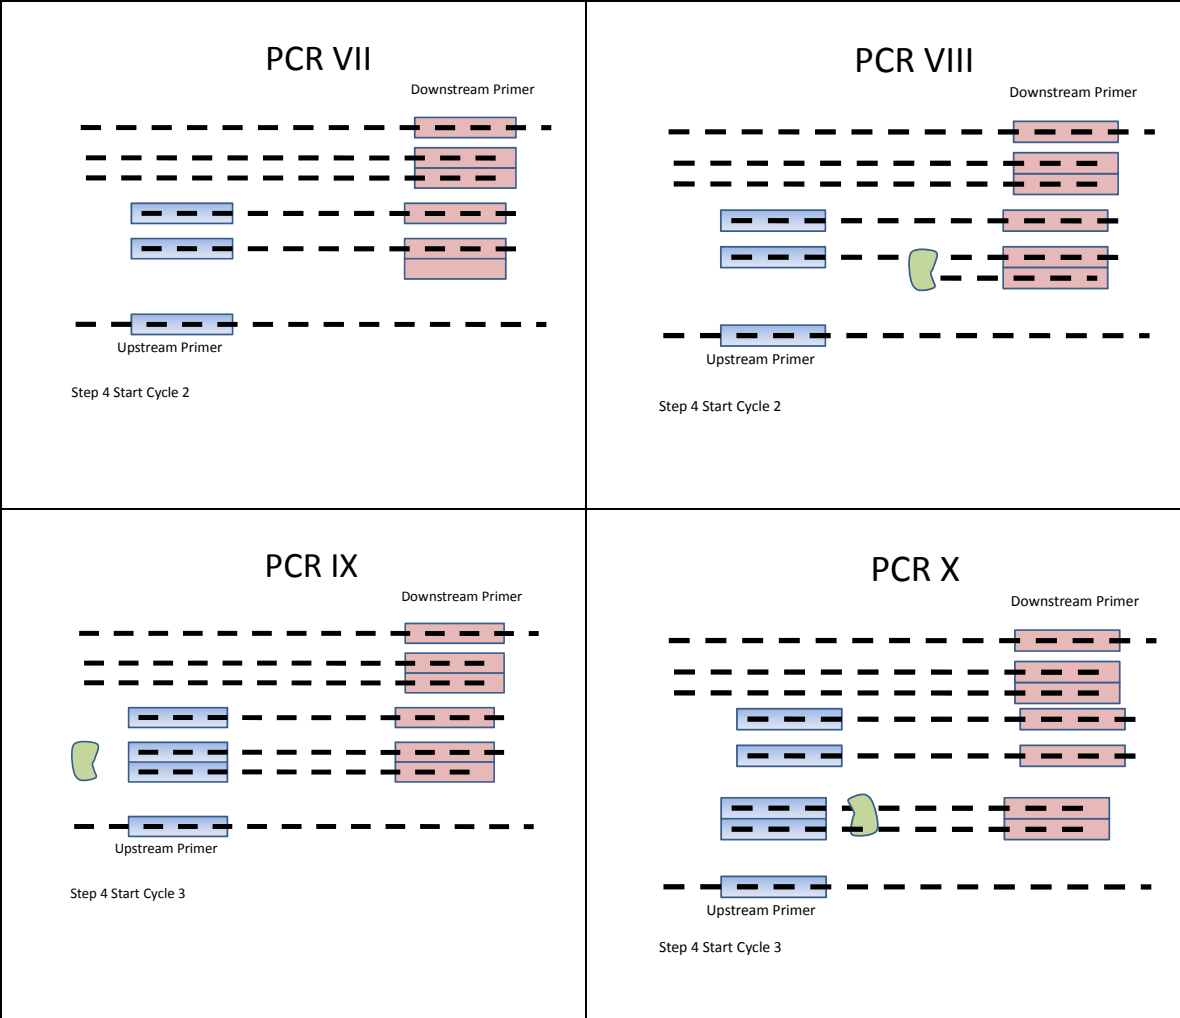 PCR VII
Downstream Primer
Upstream Primer
Step 4 Start Cycle 2
PCR VIII
Downstream Primer
Upstream Primer
Step 4 Start Cycle 2
PCR IX
Downstream Primer
Upstream Primer
Step 4 Start Cycle 3
PCR X
Downstream Primer
Upstream Primer
Step 4 Start Cycle 3